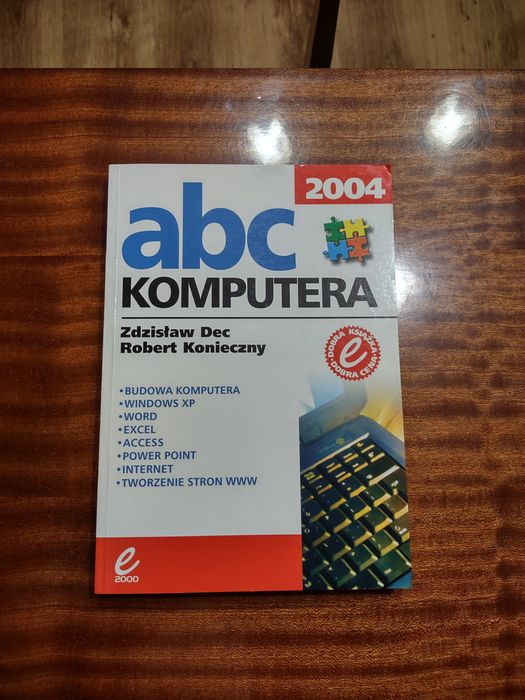 2004
abc
KOMPUTERA
Zdzisław Dec
Robert Konieczny
DOBRA KSIĄŻKA
e
DOBRA CENA
• BUDOWA KOMPUTERA
• WINDOWS XP
• WORD
• EXCEL
• ACCESS
• POWER POINT
• INTERNET
• TWORZENIE STRON WWW
e
2000